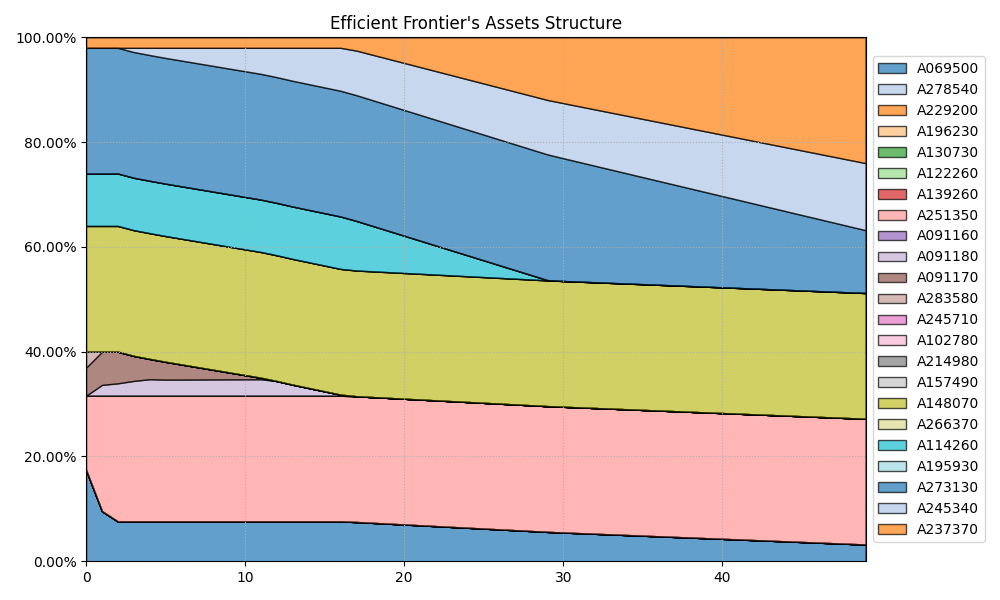 Efficient Frontier's Assets Structure
100.00%
80.00%
60.00%
40.00%
20.00%
0.00%
0
10
20
30
40
A069500
A278540
A229200
A196230
A130730
A122260
A139260
A251350
A091160
A091180
A091170
A283580
A245710
A102780
A214980
A157490
A148070
A266370
A114260
A195930
A273130
A245340
A237370